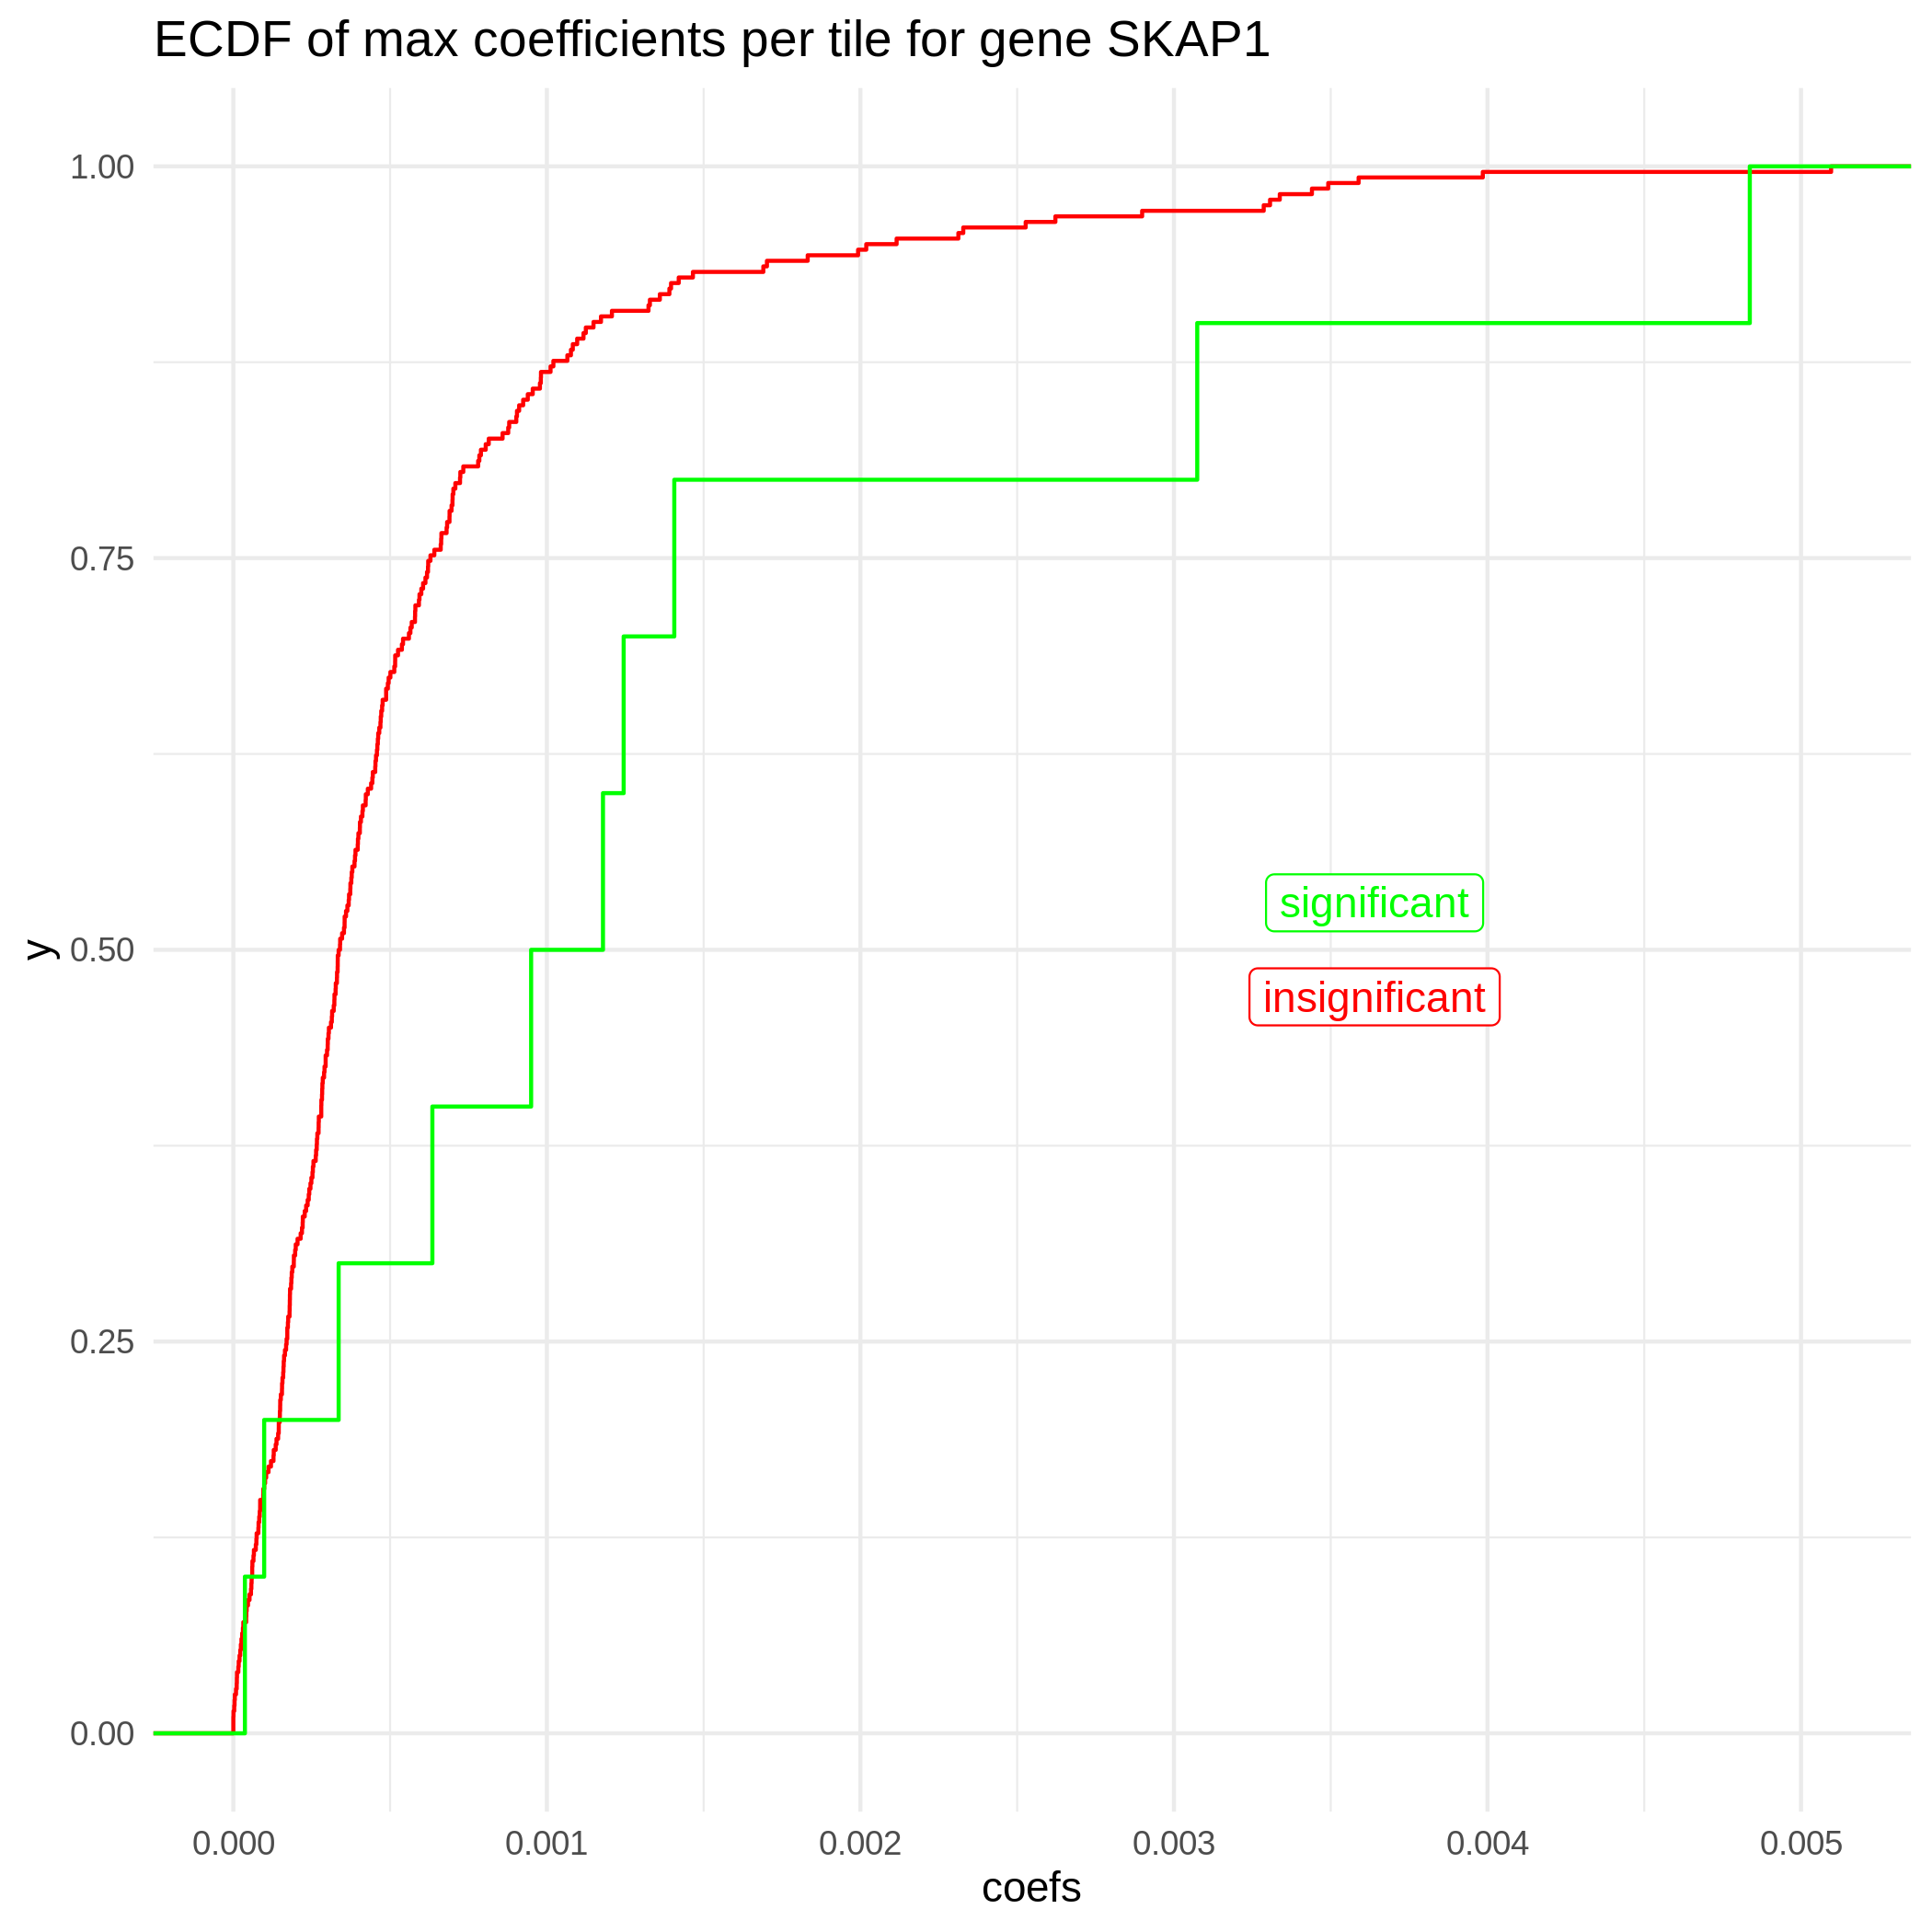 ECDF of max coefficients per tile for gene SKAP1
1.00
0.75
0.50
0.25
0.00
y
significant
insignificant
0.000 0.001 0.002 0.003 0.004 0.005
coefs